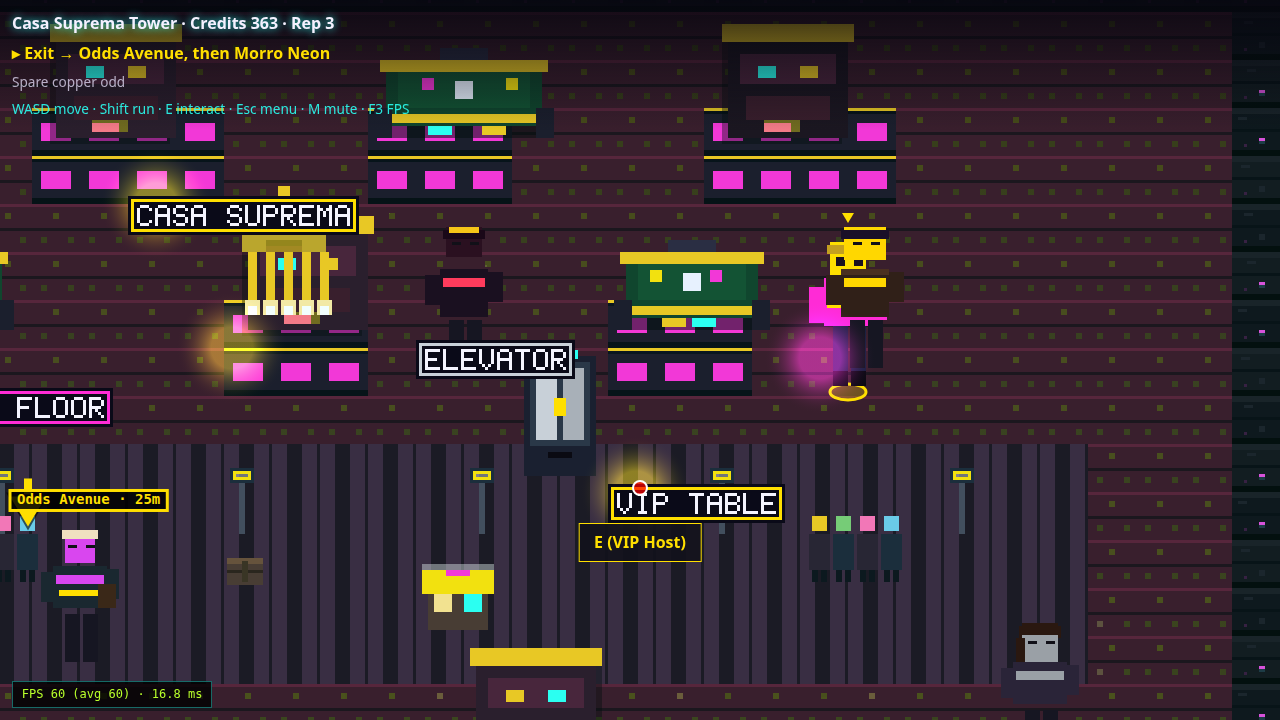 Casa Suprema Tower · Credits 363 · Rep 3
▸ Exit → Odds Avenue, then Morro Neon
Spare copper odd
WASD move · Shift run · E interact · Esc menu · M mute · F3 FPS
CASA SUPREMA
ELEVATOR
FLOOR
Odds Avenue · 25m
VIP TABLE
E (VIP Host)
FPS 60 (avg 60) · 16.8 ms